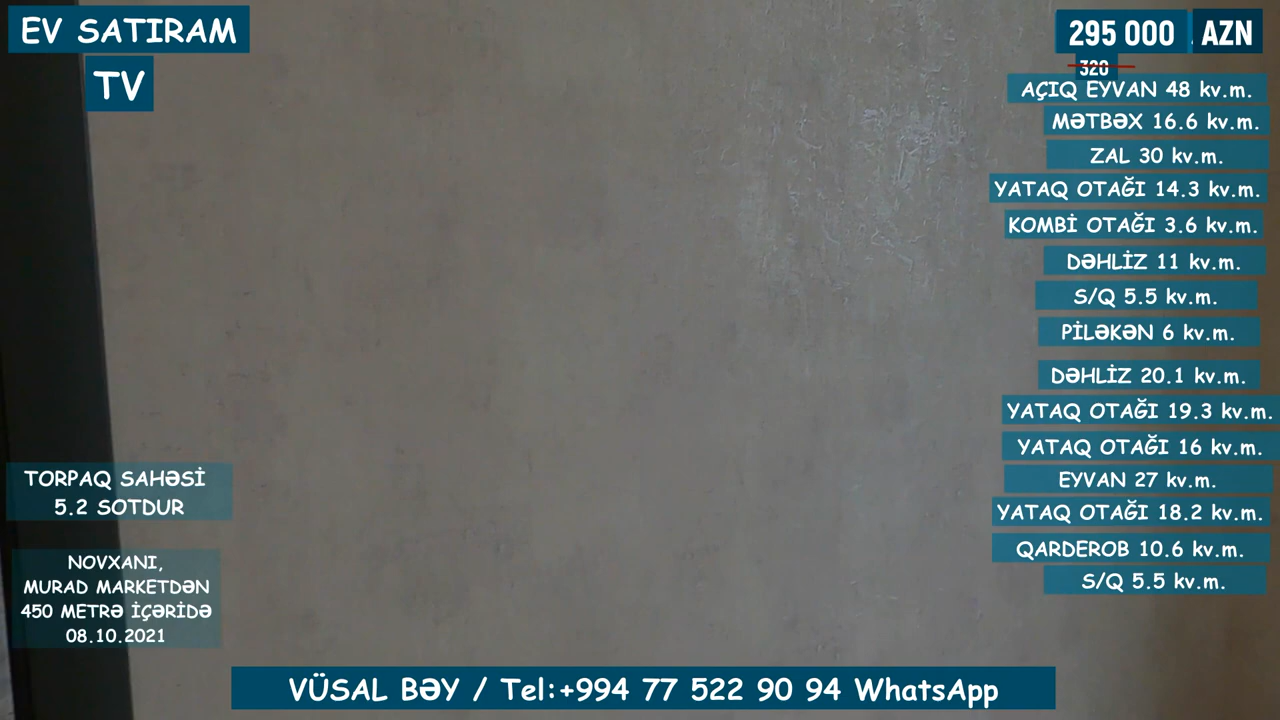 EV SATIRAM
TV
295 000 AZN
320
AÇIQ EYVAN 48 kv.m.
MƏTBƏX 16.6 kv.m.
ZAL 30 kv.m.
YATAQ OTAĞI 14.3 kv.m.
KOMBİ OTAĞI 3.6 kv.m.
DƏHLİZ 11 kv.m.
S/Q 5.5 kv.m.
PİLƏKƏN 6 kv.m.
DƏHLİZ 20.1 kv.m.
YATAQ OTAĞI 19.3 kv.m.
YATAQ OTAĞI 16 kv.m.
EYVAN 27 kv.m.
YATAQ OTAĞI 18.2 kv.m.
QARDEROB 10.6 kv.m.
S/Q 5.5 kv.m.
TORPAQ SAHƏSİ
5.2 SOTDUR
NOVXANI,
MURAD MARKETDƏN
450 METRƏ İÇƏRİDƏ
08.10.2021
VÜSAL BƏY / Tel:+994 77 522 90 94 WhatsApp